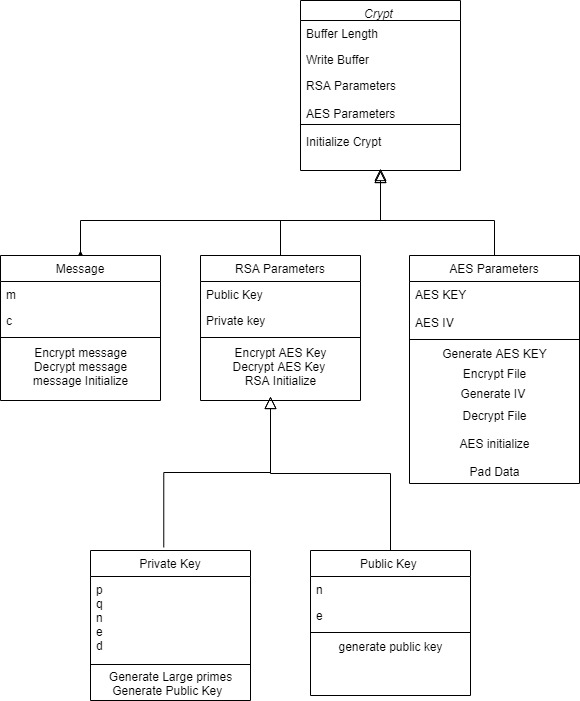 Crypt
Buffer Length
Write Buffer
RSA Parameters
AES Parameters
Initialize Crypt
Message
m
c
Encrypt message
Decrypt message
message Initialize
RSA Parameters
Public Key
Private key
Encrypt AES Key
Decrypt AES Key
RSA Initialize
AES Parameters
AES KEY
AES IV
Generate AES KEY
Encrypt File
Generate IV
Decrypt File
AES initialize
Pad Data
Private Key
p
q
n
e
d
Generate Large primes
Generate Public Key
Public Key
n
e
generate public key